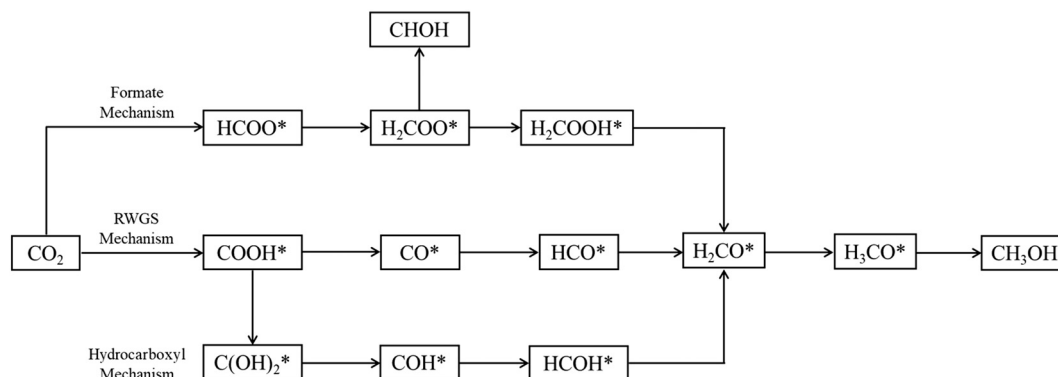 CHOH
Formate
Mechanism
HCOO*
H₂COO*
H₂COOH*
RWGS
Mechanism
CO₂
COOH*
CO*
HCO*
H₂CO*
H₃CO*
CH₃OH
Hydrocarboxyl
Mechanism
C(OH)₂*
COH*
HCOH*